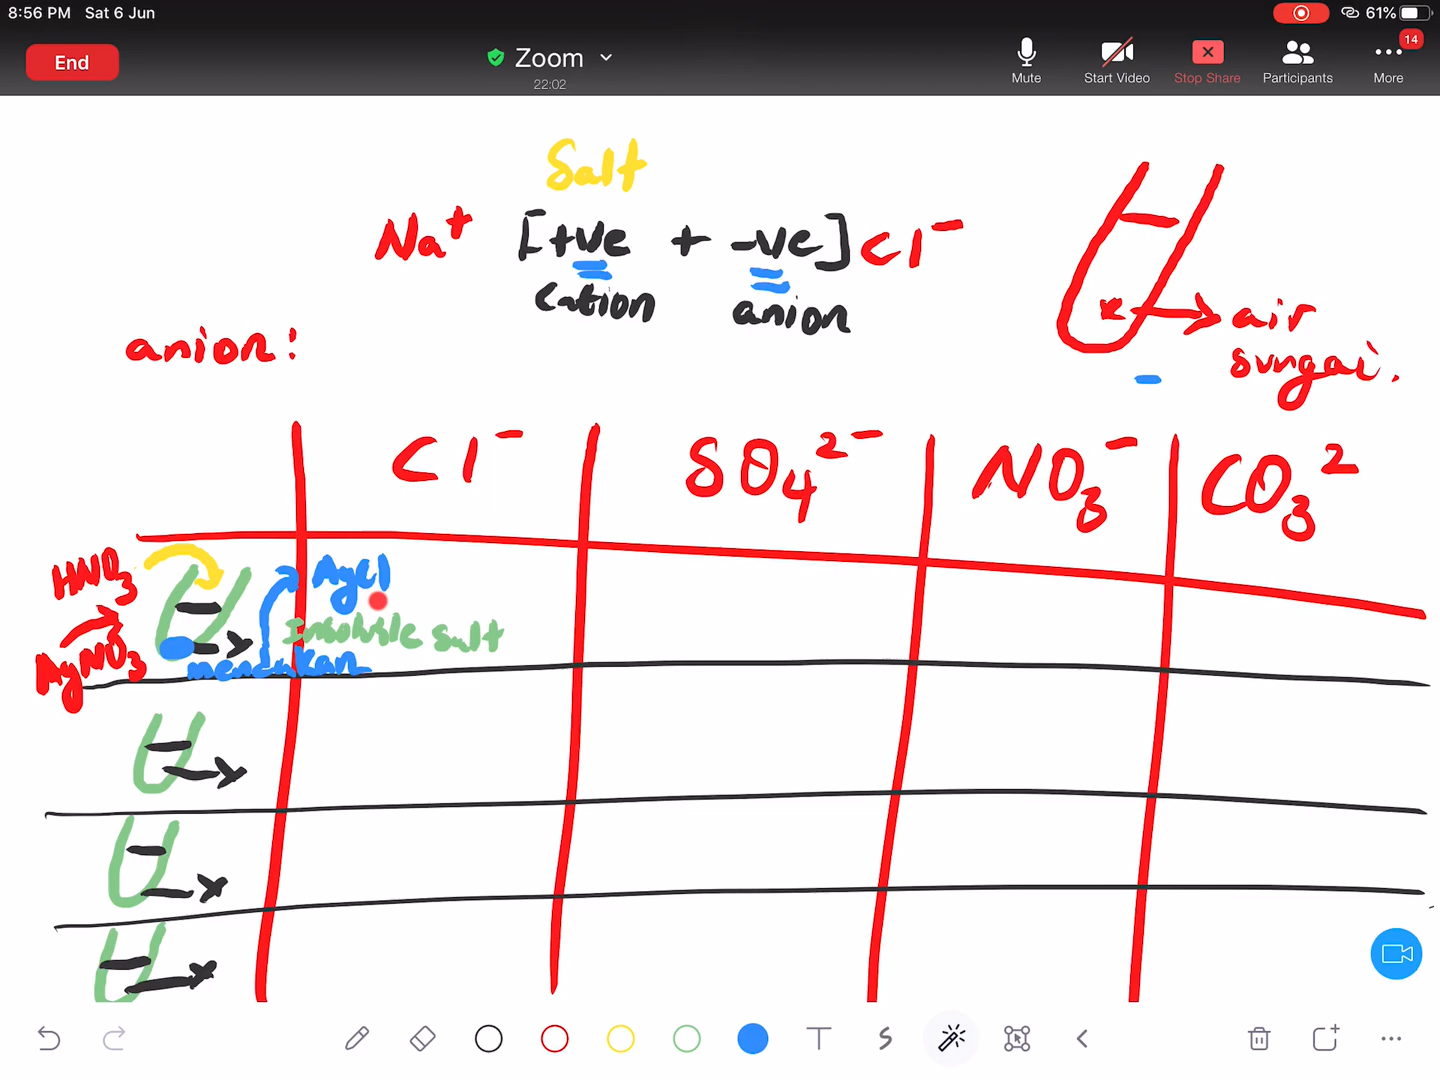 8:56 PM Sat 6 Jun
61%
End
Zoom
22:02
Mute
Start Video
Stop Share
Participants
More
14
Salt
Na+ [+ve + -ve] Cl-
cation anion
air
sungai.
anion:
Cl- SO4 2- NO3- CO3 2
HNO3
AgCl
Insoluble Salt
AgNO3
mendakan
T